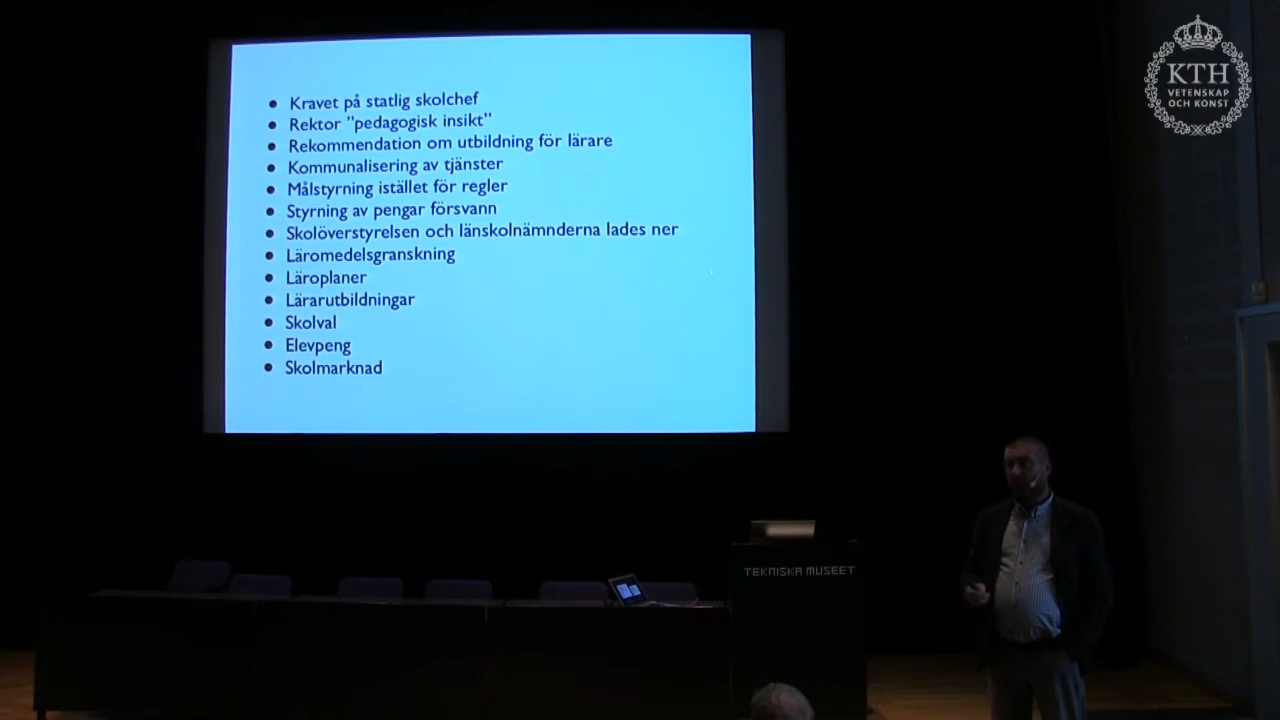 • Kravet på statlig skolchef
• Rektor ”pedagogisk insikt”
• Rekommendation om utbildning för lärare
• Kommunalisering av tjänster
• Målstyrning istället för regler
• Styrning av pengar försvann
• Skolöverstyrelsen och länskolnämnderna lades ner
• Läromedelsgranskning
• Läroplaner
• Lärarutbildningar
• Skolval
• Elevpeng
• Skolmarknad
KTH
VETENSKAP
OCH KONST
TEKNISKA MUSEET